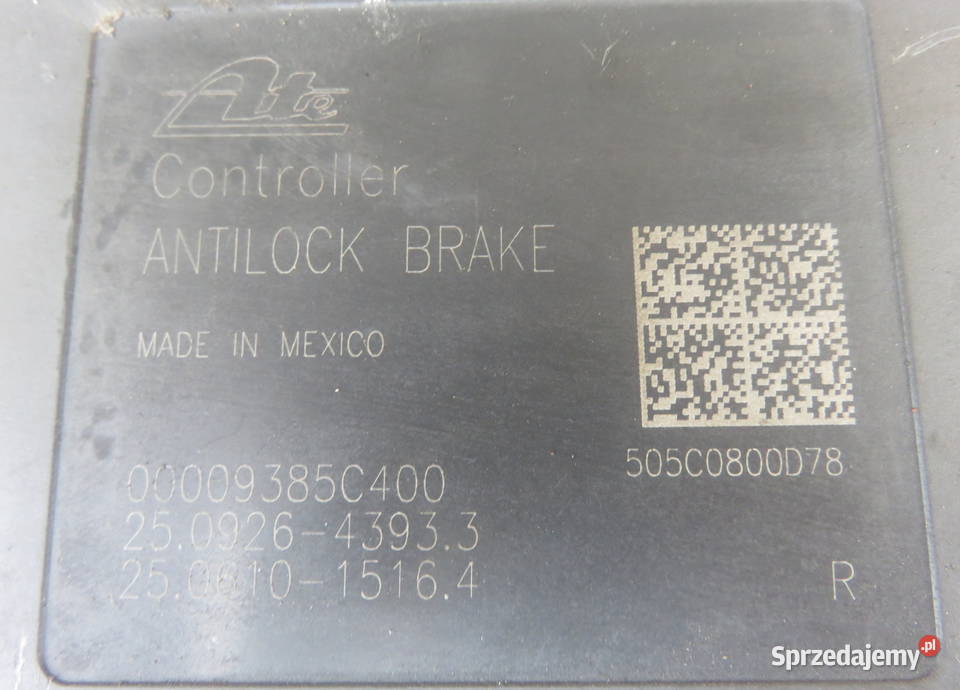 Ate
Controller
ANTILOCK BRAKE
MADE IN MEXICO
505C0800D78
00009385C400
25.0926-4393.3
25.0610-1516.4
R
Sprzedajemy.pl